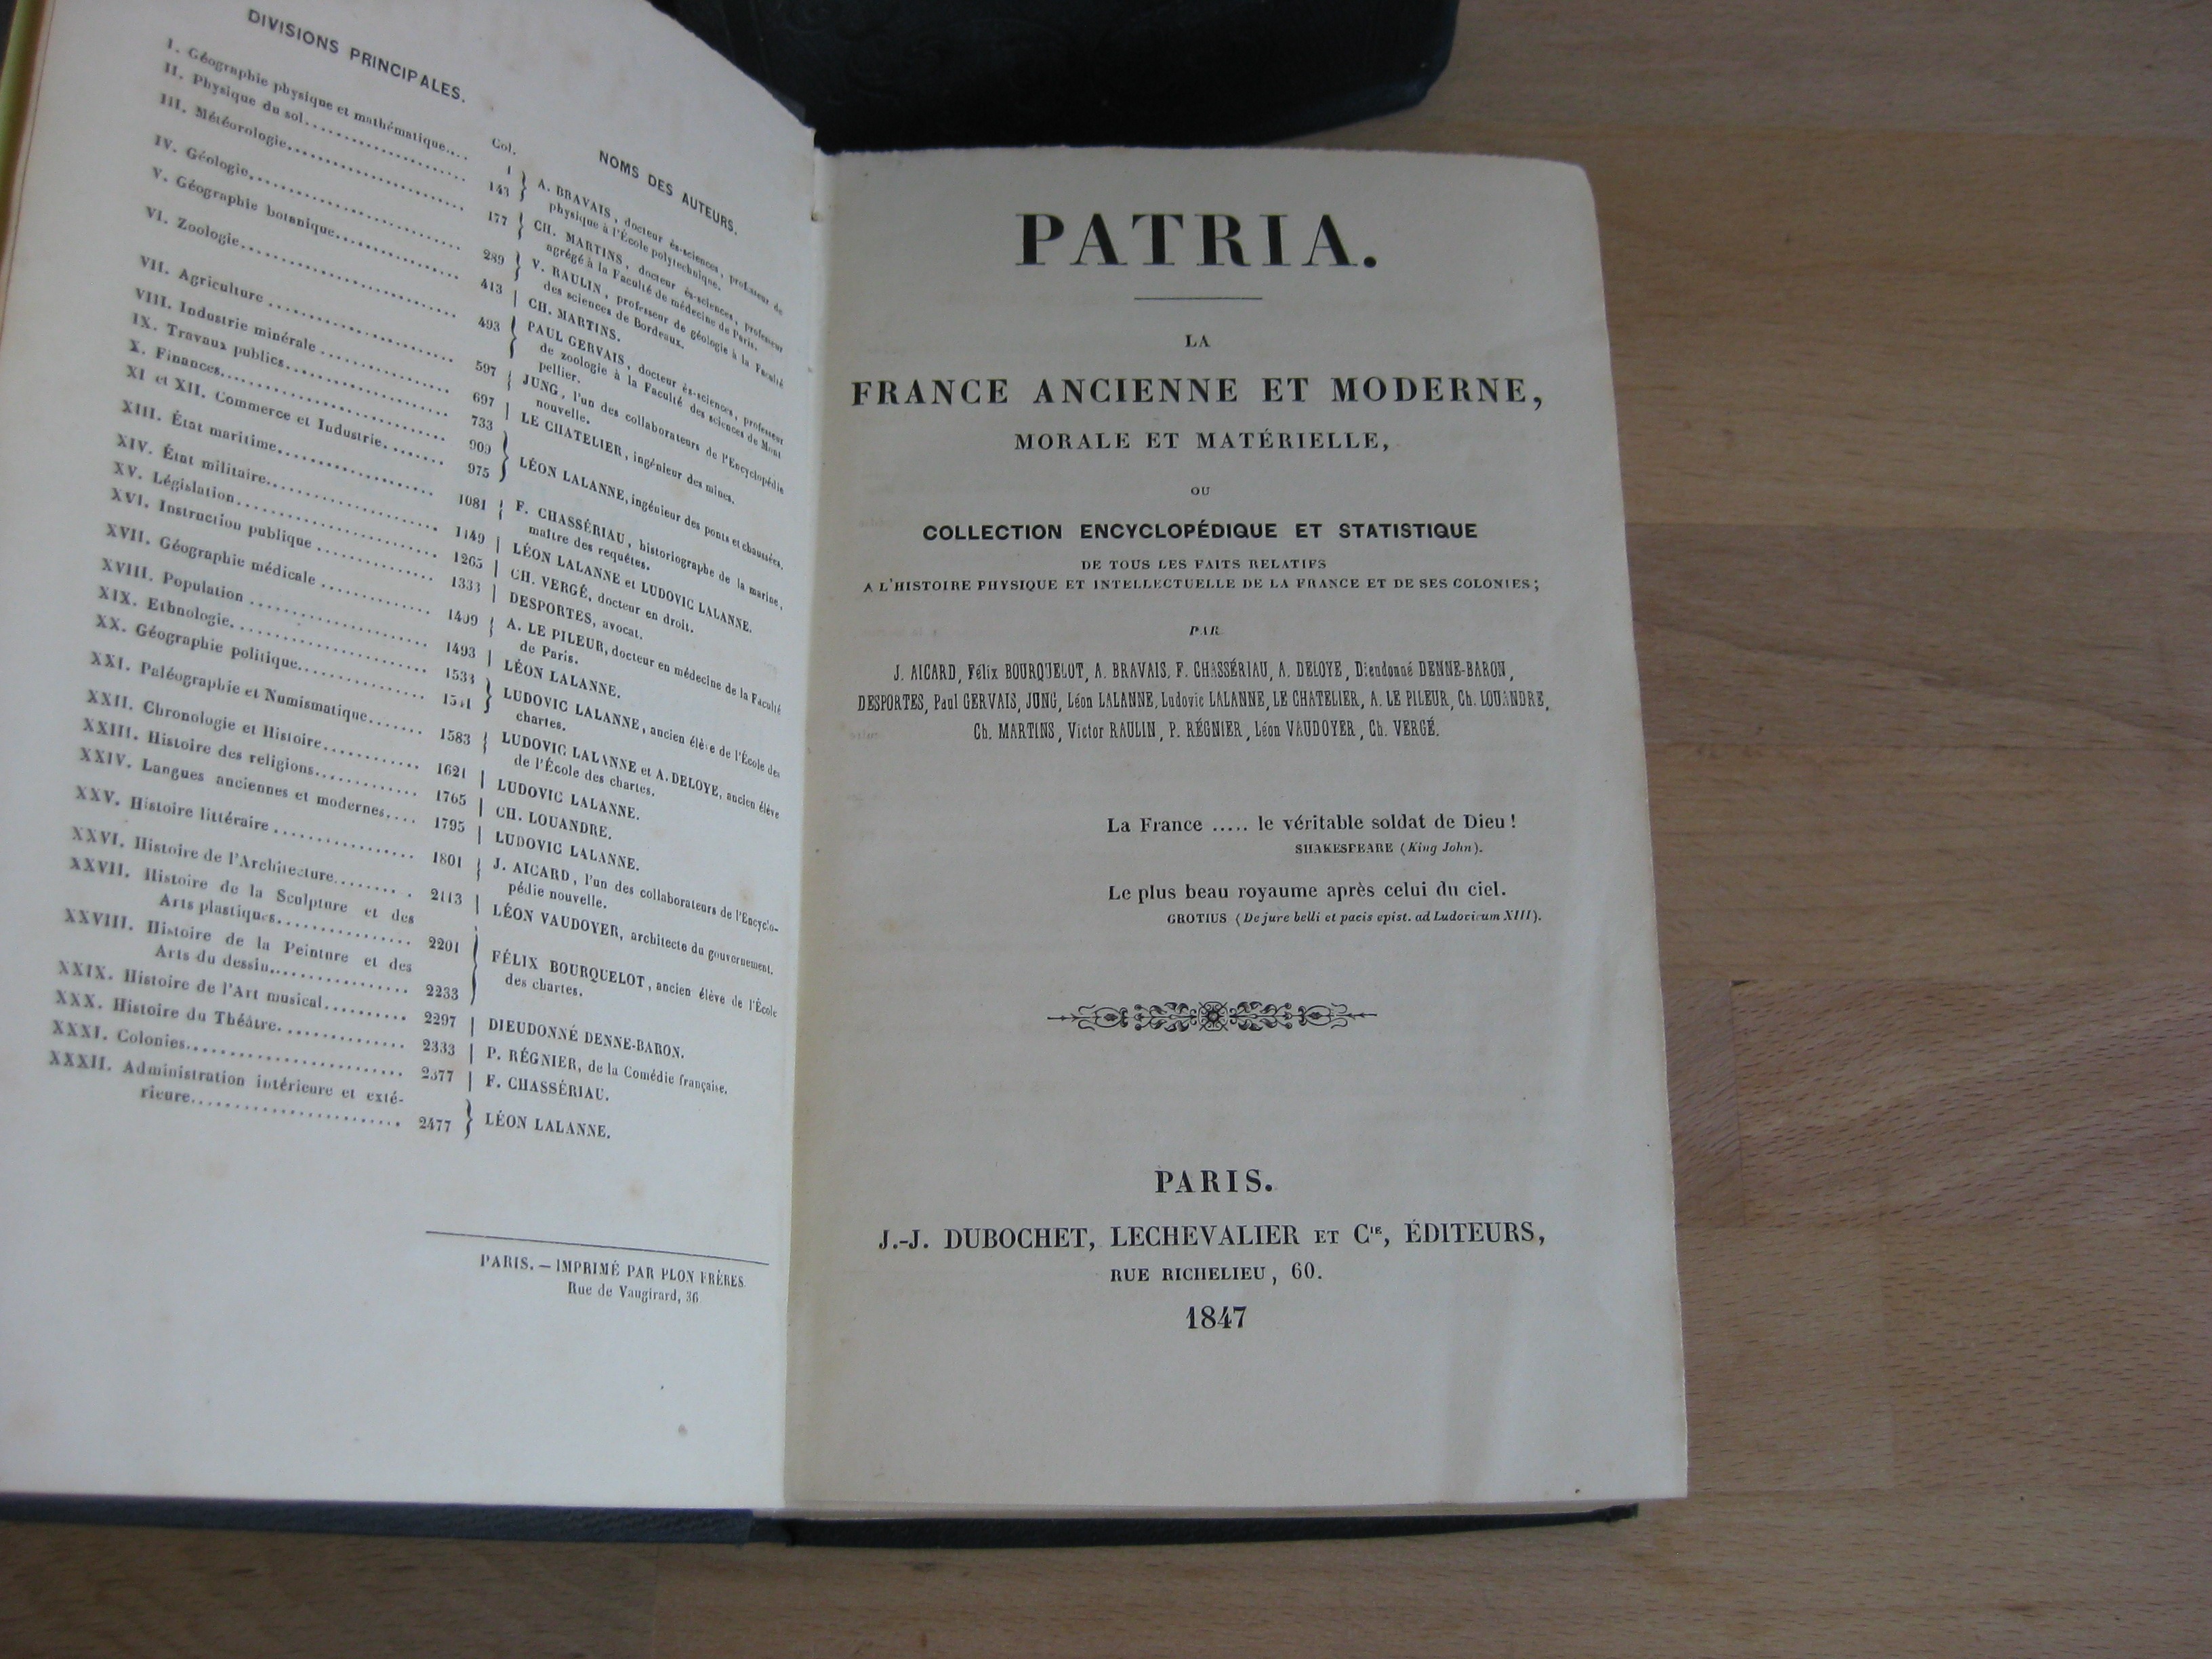 DIVISIONS PRINCIPALES.
Col.
NOMS DES AUTEURS.
I. Géographie physique et mathématique.... 1
II. Physique du sol.................... 143
} A. BRAVAIS, docteur ès-sciences, professeur de
physique à l'École polytechnique.
III. Météorologie...................... 177
{ CH. MARTINS, docteur ès-sciences, professeur
agrégé à la Faculté de médecine de Paris.
IV. Géologie........................ 289
} V. RAULIN, professeur de géologie à la Faculté
des sciences de Bordeaux.
V. Géographie botanique............... 413 | CH. MARTINS.
VI. Zoologie........................ 493
{ PAUL GERVAIS, docteur ès-sciences, professeur
de zoologie à la Faculté des sciences de Mont
pellier.
VII. Agriculture...................... 597
{ JUNG, l'un des collaborateurs de l'Encyclopédie
nouvelle.
VIII. Industrie minérale................ 697 | LE CHATELIER, ingénieur des mines.
IX. Travaux publics.................... 733
X. Finances.......................... 909
XI et XII. Commerce et Industrie........ 975
} LÉON LALANNE, ingénieur des ponts et chaussées.
XIII. État maritime.................... 1081
{ F. CHASSÉRIAU, historiographe de la marine,
maître des requêtes.
XIV. État militaire.................... 1149 | LÉON LALANNE et LUDOVIC LALANNE.
XV. Législation....................... 1265 | CH. VERGÉ, docteur en droit.
XVI. Instruction publique.............. 1333 | DESPORTES, avocat.
XVII. Géographie médicale.............. 1409
{ A. LE PILEUR, docteur en médecine de la Faculté
de Paris.
XVIII. Population...................... 1493 | LÉON LALANNE.
XIX. Ethnologie....................... 1533
XX. Géographie politique............... 1541
} LUDOVIC LALANNE, ancien élève de l'École des
chartes.
XXI. Paléographie et Numismatique...... 1583
{ LUDOVIC LALANNE et A. DELOYE, ancien élève
de l'École des chartes.
XXII. Chronologie et Histoire........... 1621 | LUDOVIC LALANNE.
XXIII. Histoire des religions............ 1765 | CH. LOUANDRE.
XXIV. Langues anciennes et modernes.... 1795 | LUDOVIC LALANNE.
XXV. Histoire littéraire................ 1801
{ J. AICARD, l'un des collaborateurs de l'Encyclo-
pédie nouvelle.
XXVI. Histoire de l'Architecture......... 2113 | LÉON VAUDOYER, architecte du gouvernement.
XXVII. Histoire de la Sculpture et des
Arts plastiques................ 2201
XXVIII. Histoire de la Peinture et des
Arts du dessin................ 2233
} FÉLIX BOURQUELOT, ancien élève de l'École
des chartes.
XXIX. Histoire de l'Art musical.......... 2297 | DIEUDONNÉ DENNE-BARON.
XXX. Histoire du Théâtre............... 2333 | P. RÉGNIER, de la Comédie française.
XXXI. Colonies........................ 2377 | F. CHASSÉRIAU.
XXXII. Administration intérieure et exté-
rieure......................... 2477 } LÉON LALANNE.
PARIS. — IMPRIMÉ PAR PLON FRÈRES
Rue de Vaugirard, 36
PATRIA.
LA
FRANCE ANCIENNE ET MODERNE,
MORALE ET MATÉRIELLE,
OU
COLLECTION ENCYCLOPÉDIQUE ET STATISTIQUE
DE TOUS LES FAITS RELATIFS
A L'HISTOIRE PHYSIQUE ET INTELLECTUELLE DE LA FRANCE ET DE SES COLONIES;
PAR
J. AICARD, Félix BOURQUELOT, A. BRAVAIS, F. CHASSÉRIAU, A. DELOYE, Dieudonné DENNE-BARON,
DESPORTES, Paul GERVAIS, JUNG, Léon LALANNE, Ludovic LALANNE, LE CHATELIER, A. LE PILEUR, Ch. LOUANDRE,
Ch. MARTINS, Victor RAULIN, P. RÉGNIER, Léon VAUDOYER, Ch. VERGÉ.
La France ..... le véritable soldat de Dieu!
SHAKESPEARE (King John).
Le plus beau royaume après celui du ciel.
GROTIUS (De jure belli et pacis epist. ad Ludovicum XIII).
PARIS.
J.-J. DUBOCHET, LECHEVALIER ET Cie, ÉDITEURS,
RUE RICHELIEU, 60.
1847